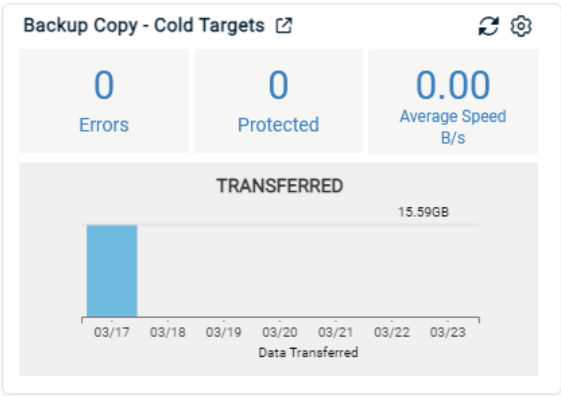 Backup Copy - Cold Targets
0
Errors
0
Protected
0.00
Average Speed
B/s
TRANSFERRED
15.59GB
03/17 03/18 03/19 03/20 03/21 03/22 03/23
Data Transferred